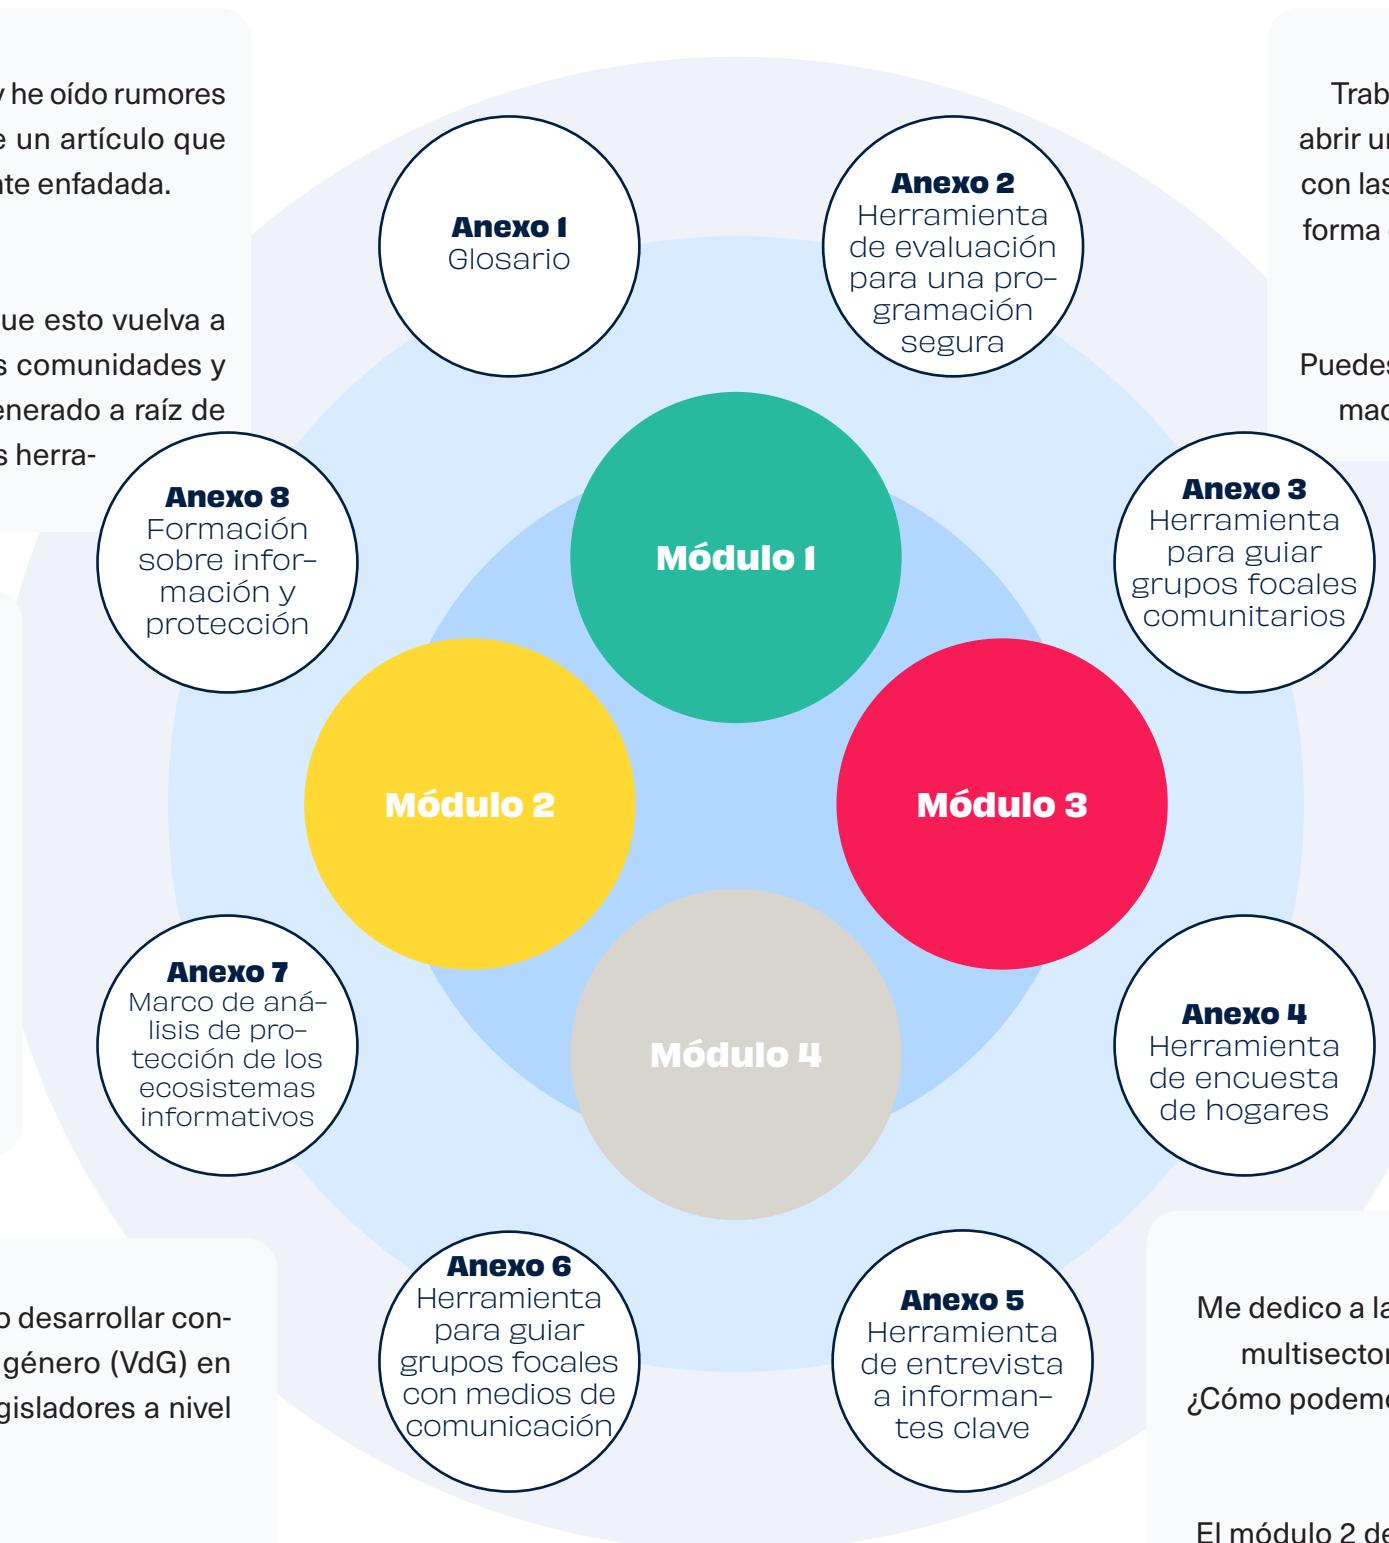 y he oído rumores
e un artículo que
nte enfadada.
ue esto vuelva a
s comunidades y
enerado a raíz de
s herra-
Trab
abrir un
con las
forma
Puedes
mac
Anexo 1
Glosario
Anexo 2
Herramienta
de evaluación
para una pro-
gramación
segura
Anexo 8
Formación
sobre infor-
mación y
protección
Módulo 1
Anexo 3
Herramienta
para guiar
grupos focales
comunitarios
Módulo 2
Módulo 3
Anexo 7
Marco de aná-
lisis de pro-
tección de los
ecosistemas
informativos
Módulo 4
Anexo 4
Herramienta
de encuesta
de hogares
Anexo 6
Herramienta
para guiar
grupos focales
con medios de
comunicación
Anexo 5
Herramienta
de entrevista
a informan-
tes clave
o desarrollar con-
género (VdG) en
gisladores a nivel
Me dedico a la
multisector
¿Cómo podemo
El módulo 2 de